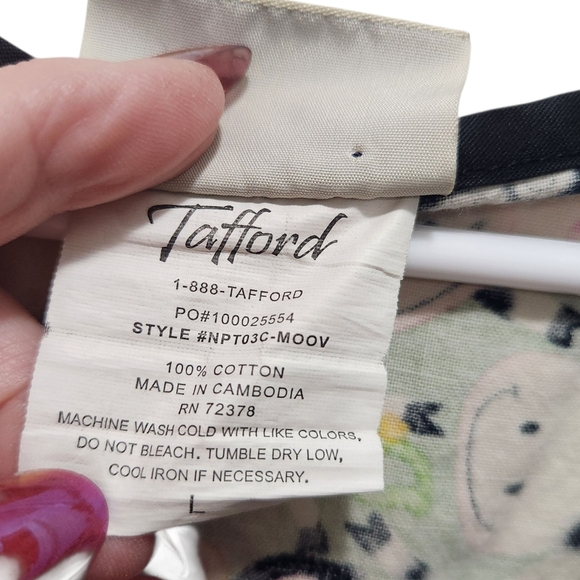 Tafford
1-888-TAFFORD
PO#100025554
STYLE #NPT03C-MOOV
100% COTTON
MADE IN CAMBODIA
RN 72378
MACHINE WASH COLD WITH LIKE COLORS,
DO NOT BLEACH. TUMBLE DRY LOW,
COOL IRON IF NECESSARY.
L